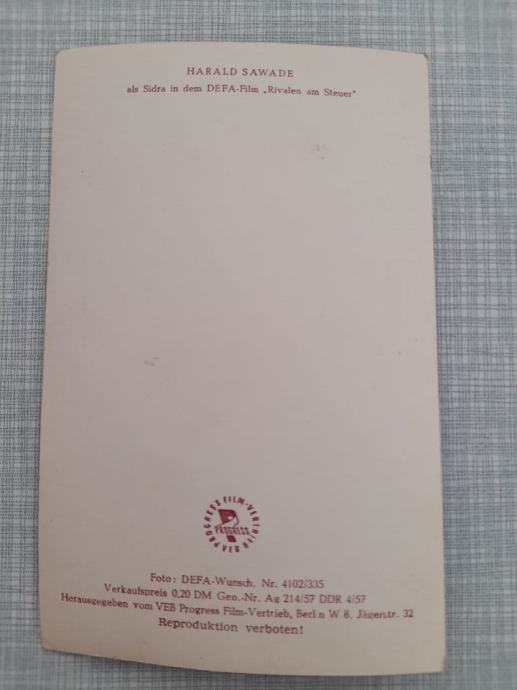 HARALD SAWADE
als Sidra in dem DEFA-Film „Rivalen am Steuer"
PROGRESS FILM-VERTRIEB
PROGRESS
Foto: DEFA-Wunsch, Nr. 4102/335
Verkaufspreis 0,20 DM Gen.-Nr. Ag 214/57 DDR 4/57
Herausgegeben vom VEB Progress Film-Vertrieb, Berl n W 8, Jägerstr. 32
Reproduktion verboten!